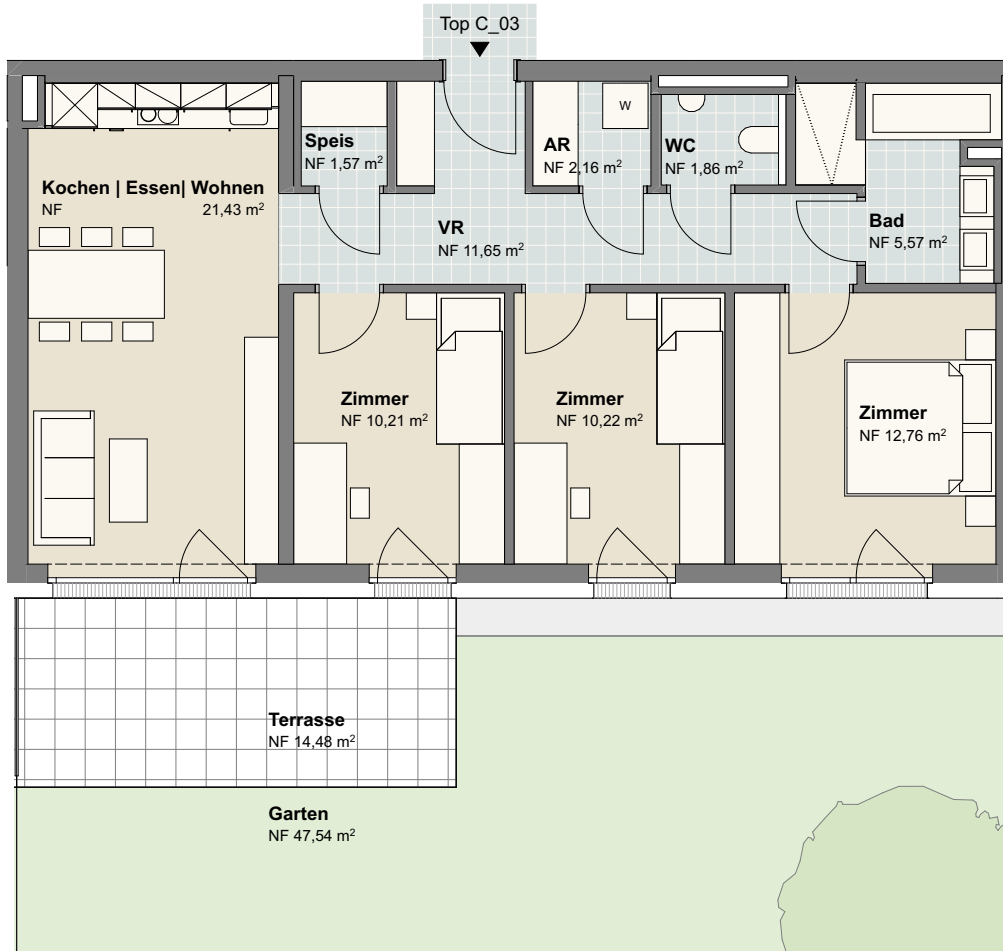 Top C_03
Speis
NF 1,57 m²
AR
NF 2,16 m²
W
WC
NF 1,86 m²
Kochen | Essen| Wohnen
NF 21,43 m²
VR
NF 11,65 m²
Bad
NF 5,57 m²
Zimmer
NF 10,21 m²
Zimmer
NF 10,22 m²
Zimmer
NF 12,76 m²
Terrasse
NF 14,48 m²
Garten
NF 47,54 m²